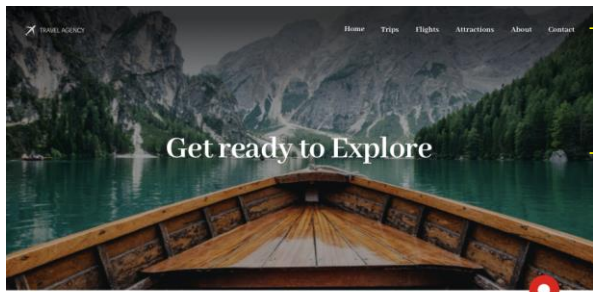 TRAVEL AGENCY
Home Trips Flights Attractions About Contact
Get ready to Explore